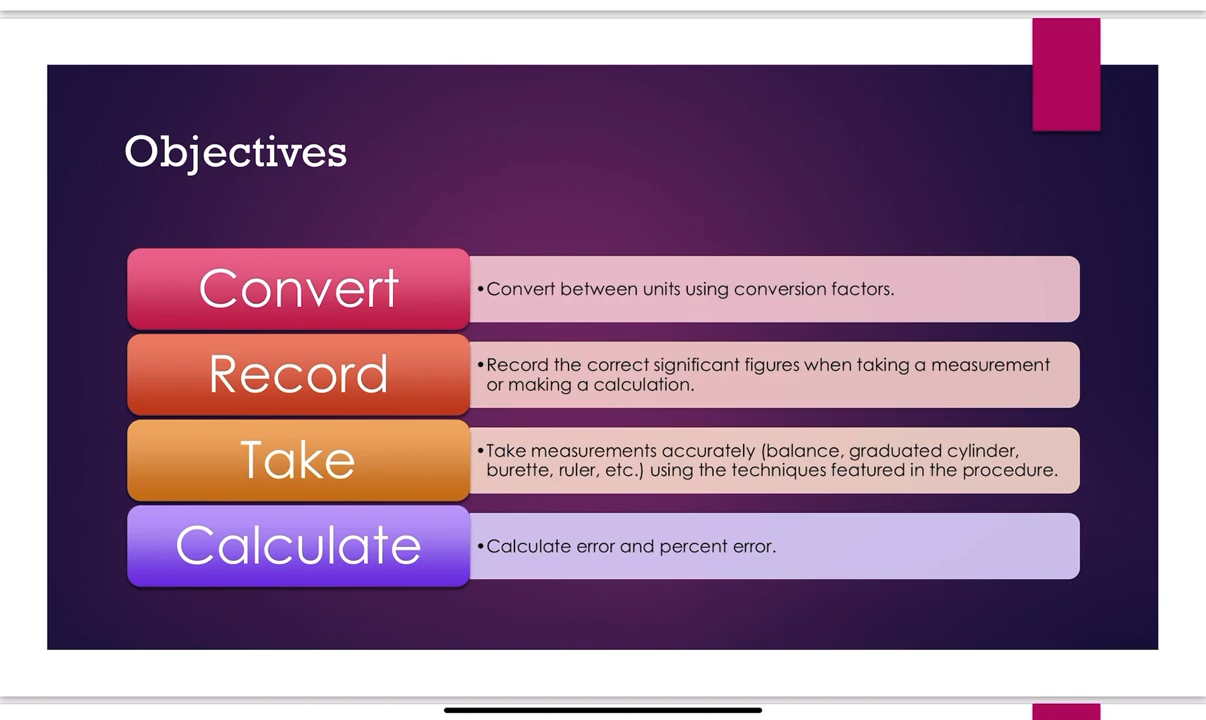 Objectives
Convert
•Convert between units using conversion factors.
Record
•Record the correct significant figures when taking a measurement
or making a calculation.
Take
•Take measurements accurately (balance, graduated cylinder,
burette, ruler, etc.) using the techniques featured in the procedure.
Calculate
•Calculate error and percent error.